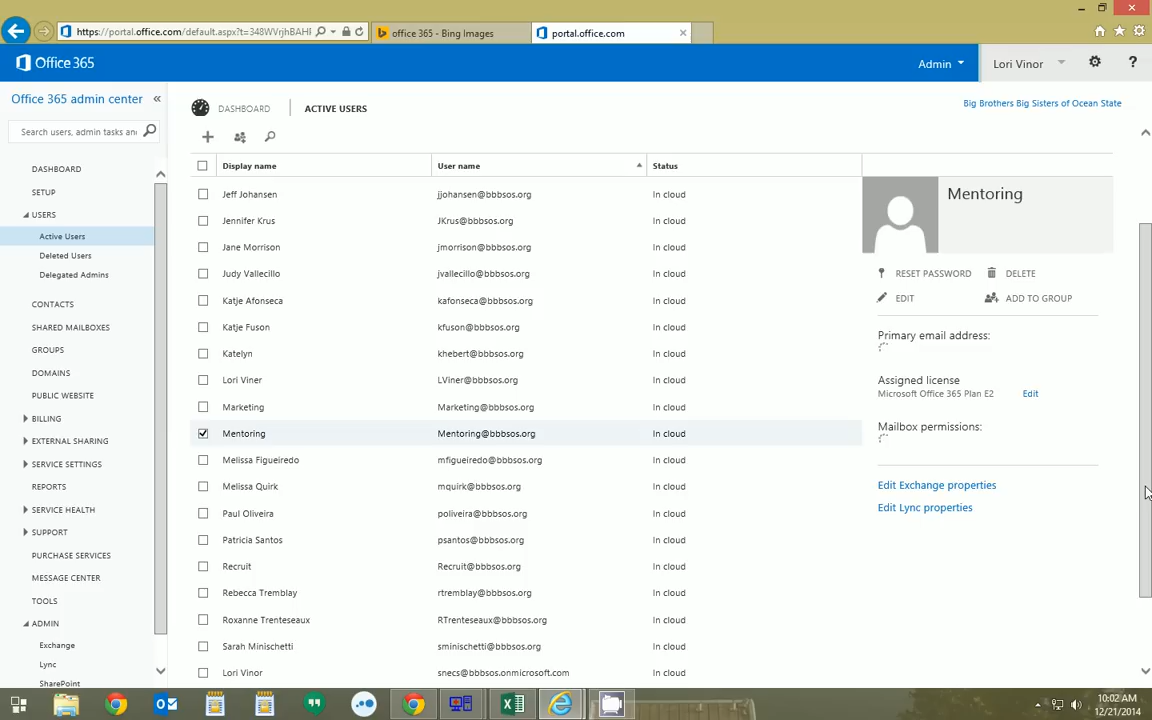 https://portal.office.com/default.aspx?t=348WVrjhBAHF
office 365 - Bing Images
portal.office.com
Office 365
Admin
Lori Vinor
?
Office 365 admin center «
Search users, admin tasks and
DASHBOARD
SETUP
USERS
Active Users
Deleted Users
Delegated Admins
CONTACTS
SHARED MAILBOXES
GROUPS
DOMAINS
PUBLIC WEBSITE
BILLING
EXTERNAL SHARING
SERVICE SETTINGS
REPORTS
SERVICE HEALTH
SUPPORT
PURCHASE SERVICES
MESSAGE CENTER
TOOLS
ADMIN
Exchange
Lync
SharePoint
DASHBOARD
ACTIVE USERS
Big Brothers Big Sisters of Ocean State
Display name User name Status
Jeff Johansen jjohansen@bbbsos.org In cloud
Jennifer Krus JKrus@bbbsos.org In cloud
Jane Morrison jmorrison@bbbsos.org In cloud
Judy Vallecillo jvallecillo@bbbsos.org In cloud
Katje Afonseca kafonseca@bbbsos.org In cloud
Katje Fuson kfuson@bbbsos.org In cloud
Katelyn khebert@bbbsos.org In cloud
Lori Viner LViner@bbbsos.org In cloud
Marketing Marketing@bbbsos.org In cloud
Mentoring Mentoring@bbbsos.org In cloud
Melissa Figueiredo mfigueiredo@bbbsos.org In cloud
Melissa Quirk mquirk@bbbsos.org In cloud
Paul Oliveira poliveira@bbbsos.org In cloud
Patricia Santos psantos@bbbsos.org In cloud
Recruit Recruit@bbbsos.org In cloud
Rebecca Tremblay rtremblay@bbbsos.org In cloud
Roxanne Trenteseaux RTrenteseaux@bbbsos.org In cloud
Sarah Minischetti sminischetti@bbbsos.org In cloud
Lori Vinor snecs@bbbsos.onmicrosoft.com In cloud
Mentoring
RESET PASSWORD
DELETE
EDIT
ADD TO GROUP
Primary email address:
Assigned license
Microsoft Office 365 Plan E2 Edit
Mailbox permissions:
Edit Exchange properties
Edit Lync properties
10:02 AM
12/21/2014